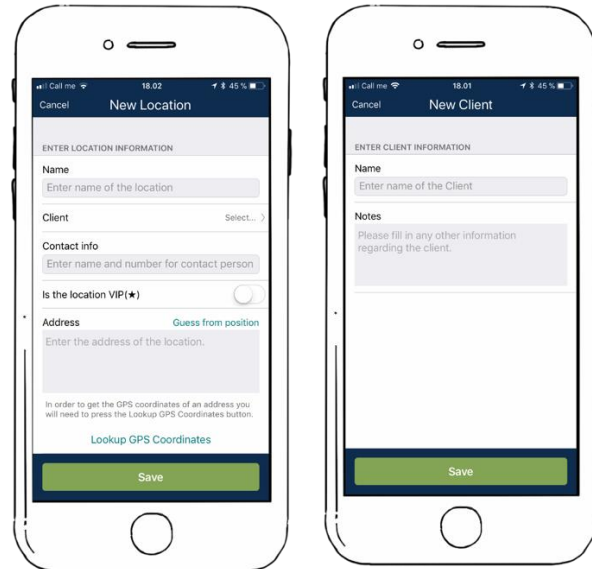 Call me 18.02 45 %
Cancel New Location
ENTER LOCATION INFORMATION
Name
Enter name of the location
Client Select...
Contact info
Enter name and number for contact person
Is the location VIP(★)
Address Guess from position
Enter the address of the location.
In order to get the GPS coordinates of an address you
will need to press the Lookup GPS Coordinates button.
Lookup GPS Coordinates
Save
Call me 18.01 45 %
Cancel New Client
ENTER CLIENT INFORMATION
Name
Enter name of the Client
Notes
Please fill in any other information
regarding the client.
Save